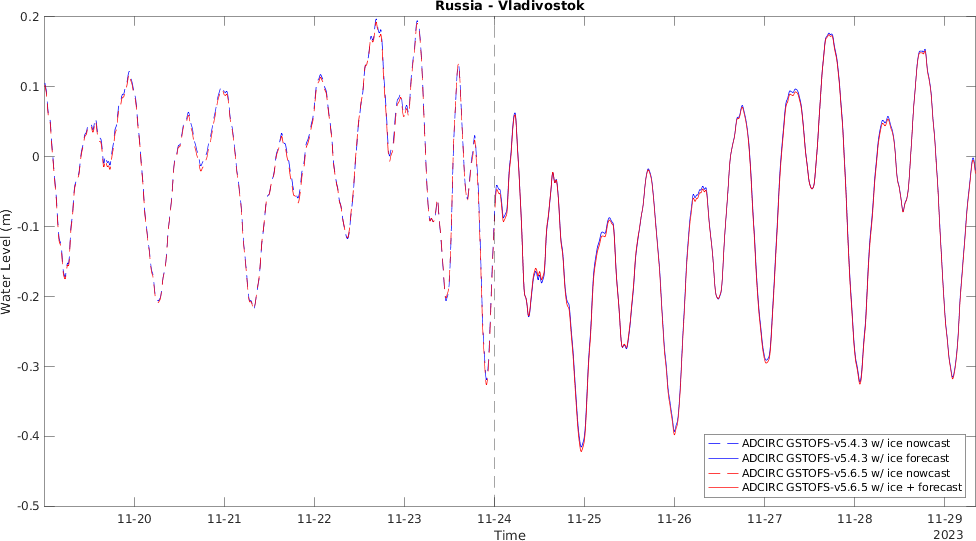 Russia - Vladivostok
0.2
0.1
0
-0.1
-0.2
-0.3
-0.4
-0.5
Water Level (m)
ADCIRC GSTOFS-v5.4.3 w/ ice nowcast
ADCIRC GSTOFS-v5.4.3 w/ ice forecast
ADCIRC GSTOFS-v5.6.5 w/ ice nowcast
ADCIRC GSTOFS-v5.6.5 w/ ice + forecast
11-20 11-21 11-22 11-23 11-24 11-25 11-26 11-27 11-28 11-29
Time 2023